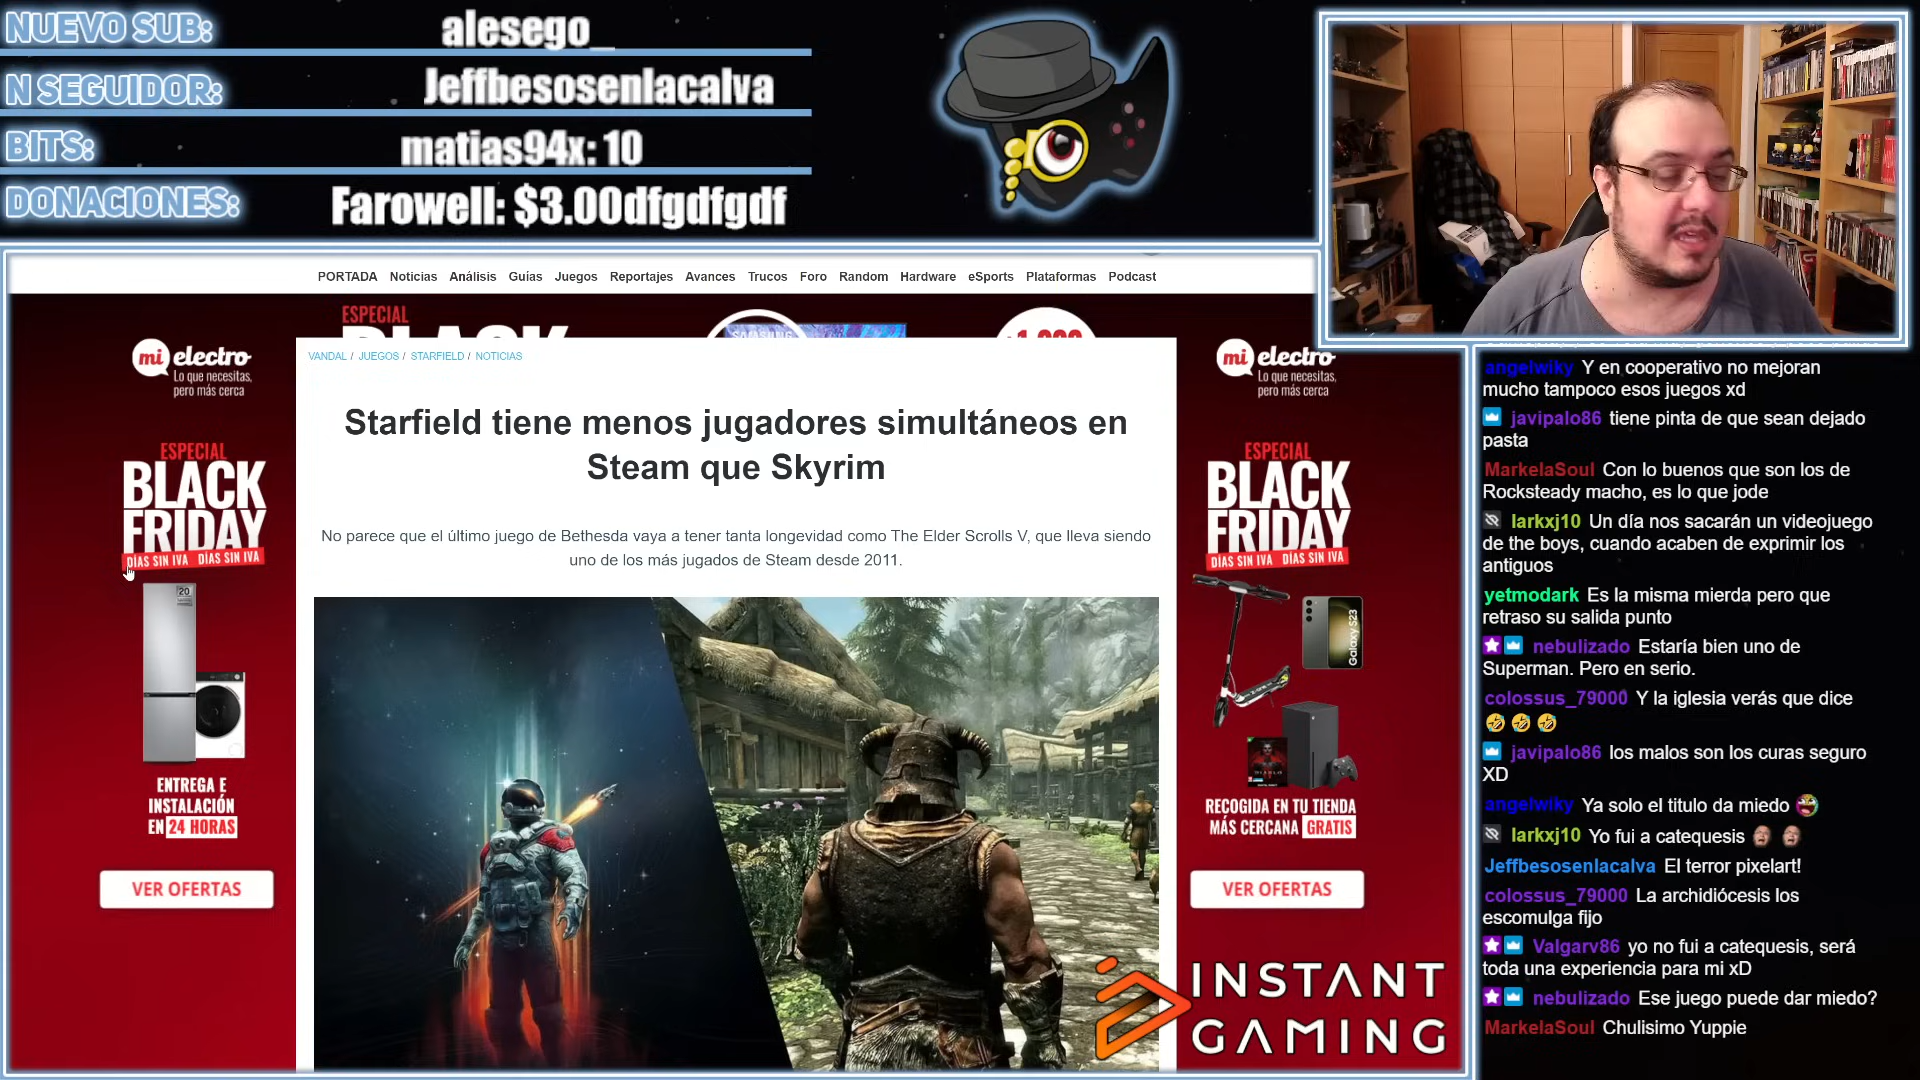 NUEVO SUB: alesego_
N SEGUIDOR: Jeffbesosenlacalva
BITS: matias94x: 10
DONACIONES: Farowell: $3.00dfgdfgdf
PORTADA Noticias Análisis Guías Juegos Reportajes Avances Trucos Foro Random Hardware eSports Plataformas Podcast
ESPECIAL
SAMSUNG
mi electro
Lo que necesitas,
pero más cerca
ESPECIAL
BLACK
FRIDAY
DÍAS SIN IVA DÍAS SIN IVA
20
ENTREGA E
INSTALACIÓN
EN 24 HORAS
VER OFERTAS
VANDAL / JUEGOS / STARFIELD / NOTICIAS
Starfield tiene menos jugadores simultáneos en
Steam que Skyrim
No parece que el último juego de Bethesda vaya a tener tanta longevidad como The Elder Scrolls V, que lleva siendo
uno de los más jugados de Steam desde 2011.
mi electro
Lo que necesitas,
pero más cerca
ESPECIAL
BLACK
FRIDAY
DÍAS SIN IVA DÍAS SIN IVA
Galaxy S23
DIABLO
RECOGIDA EN TU TIENDA
MÁS CERCANA GRATIS
VER OFERTAS
INSTANT
GAMING
angelwiky Y en cooperativo no mejoran
mucho tampoco esos juegos xd
javipalo86 tiene pinta de que sean dejado
pasta
MarkelaSoul Con lo buenos que son los de
Rocksteady macho, es lo que jode
larkxj10 Un día nos sacarán un videojuego
de the boys, cuando acaben de exprimir los
antiguos
yetmodark Es la misma mierda pero que
retraso su salida punto
nebulizado Estaría bien uno de
Superman. Pero en serio.
colossus_79000 Y la iglesia verás que dice
🤣 🤣 🤣
javipalo86 los malos son los curas seguro
XD
angelwiky Ya solo el titulo da miedo
larkxj10 Yo fui a catequesis
Jeffbesosenlacalva El terror pixelart!
colossus_79000 La archidiócesis los
escomulga fijo
Valgarv86 yo no fui a catequesis, será
toda una experiencia para mi xD
nebulizado Ese juego puede dar miedo?
MarkelaSoul Chulisimo Yuppie